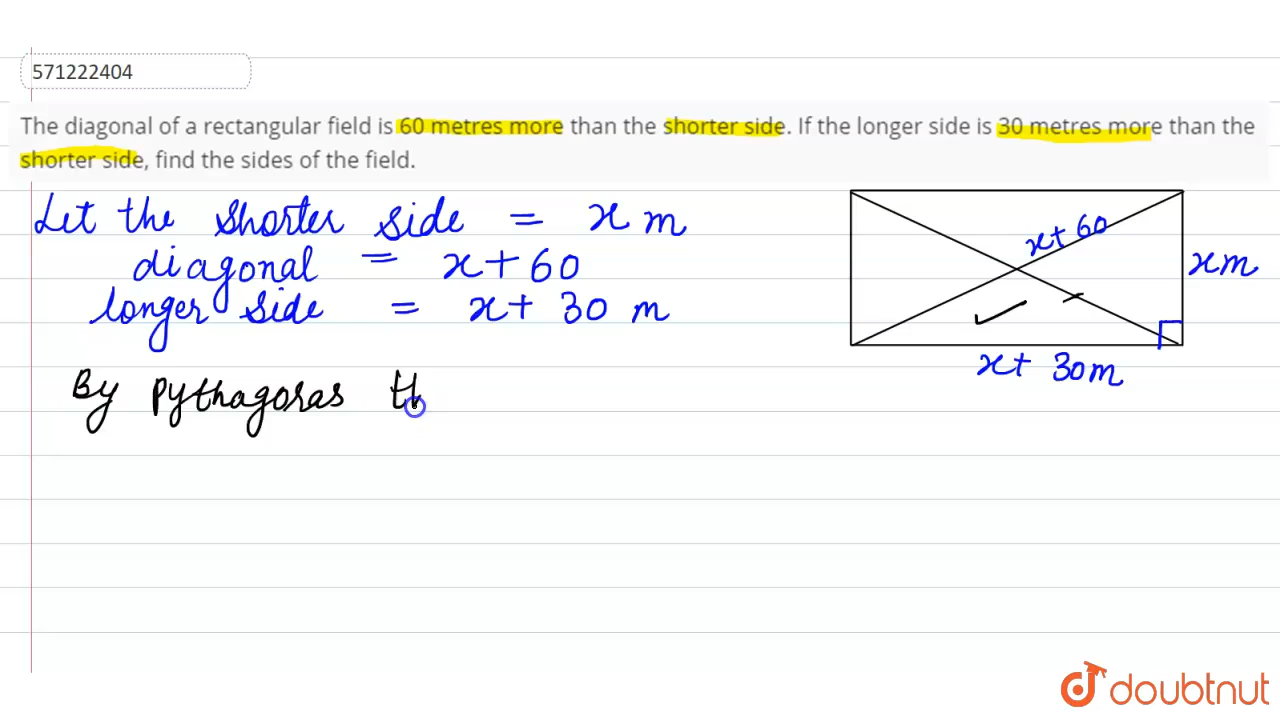 571222404
The diagonal of a rectangular field is 60 metres more than the shorter side. If the longer side is 30 metres more than the
shorter side, find the sides of the field.
Let the shorter side = x m
diagonal = x + 60
longer side = x + 30 m
By Pythagoras th
x + 60
x m
x + 30m
doubtnut